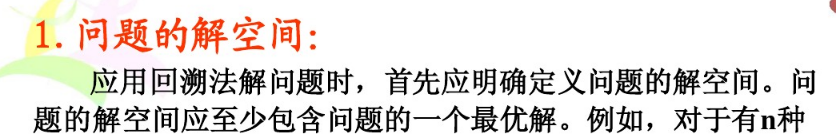 1. 问题的解空间:
应用回溯法解问题时，首先应明确定义问题的解空间。问
题的解空间应至少包含问题的一个最优解。例如，对于有n种